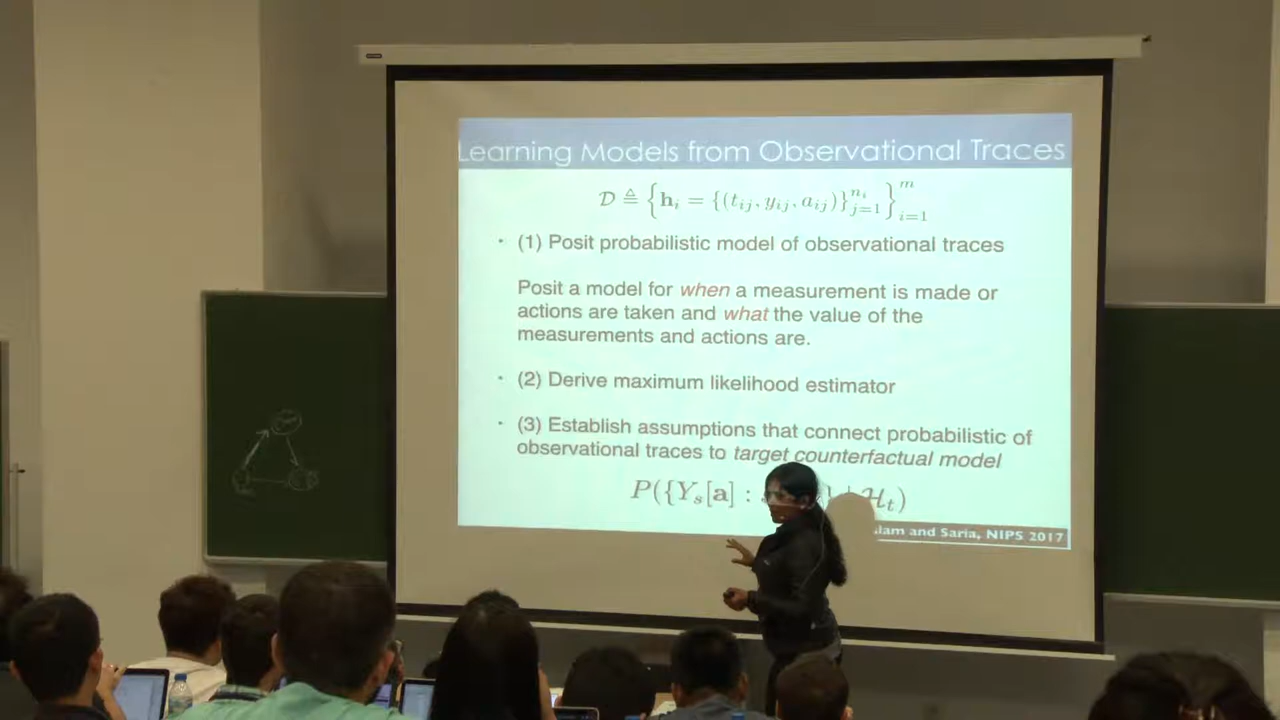 Learning Models from Observational Traces
𝒟 ≜ {𝐡ᵢ = {(tᵢⱼ, yᵢⱼ, aᵢⱼ)}ⱼ₌₁ⁿⁱ}ᵢ₌₁ᵐ
· (1) Posit probabilistic model of observational traces
Posit a model for when a measurement is made or
actions are taken and what the value of the
measurements and actions are.
· (2) Derive maximum likelihood estimator
· (3) Establish assumptions that connect probabilistic of
observational traces to target counterfactual model
P({Yₛ[𝐚] : } | ℋₜ)
and Saria, NIPS 2017